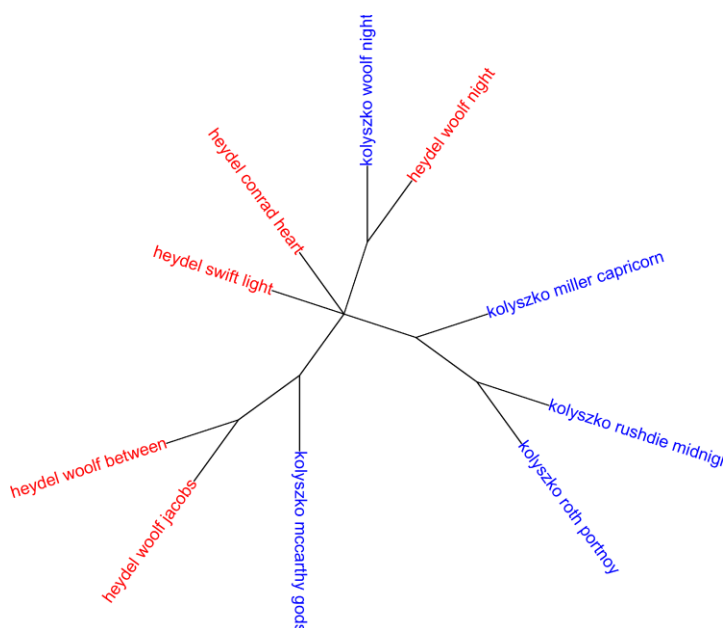 kolyszko woolf night
heydel woolf night
heydel conrad heart
heydel swift light
kolyszko miller capricorn
kolyszko rushdie midnig
kolyszko roth portnoy
heydel woolf between
heydel woolf jacobs
kolyszko mccarthy gods